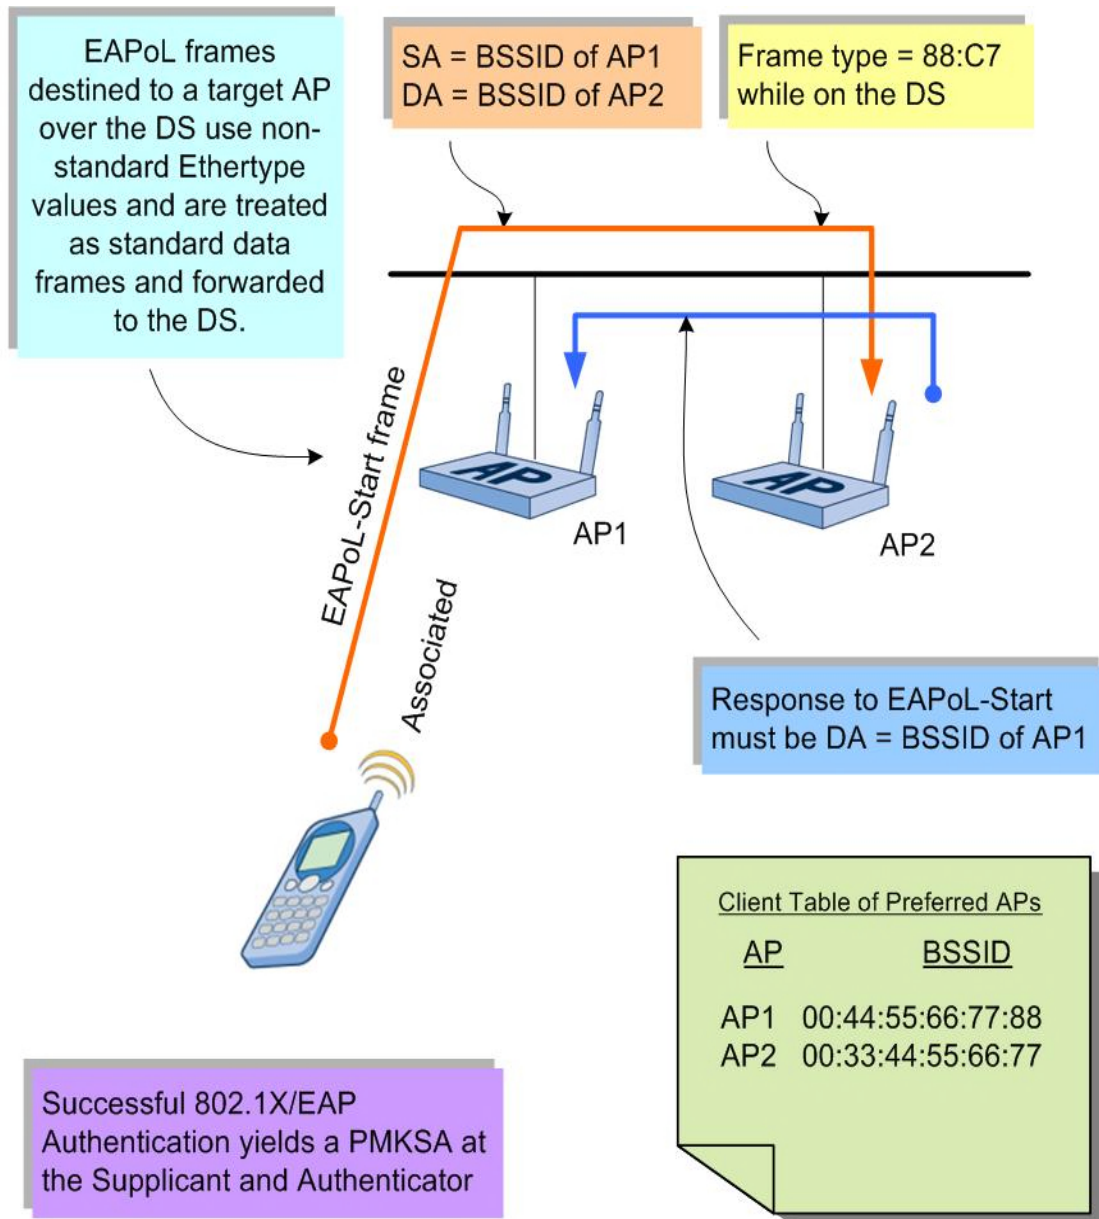 EAPoL frames
destined to a target AP
over the DS use non-
standard Ethertype
values and are treated
as standard data
frames and forwarded
to the DS.
SA = BSSID of AP1
DA = BSSID of AP2
Frame type = 88:C7
while on the DS
EAPoL-Start frame
Associated
AP
AP1
AP
AP2
Response to EAPoL-Start
must be DA = BSSID of AP1
Client Table of Preferred APs
AP BSSID
AP1 00:44:55:66:77:88
AP2 00:33:44:55:66:77
Successful 802.1X/EAP
Authentication yields a PMKSA at
the Supplicant and Authenticator